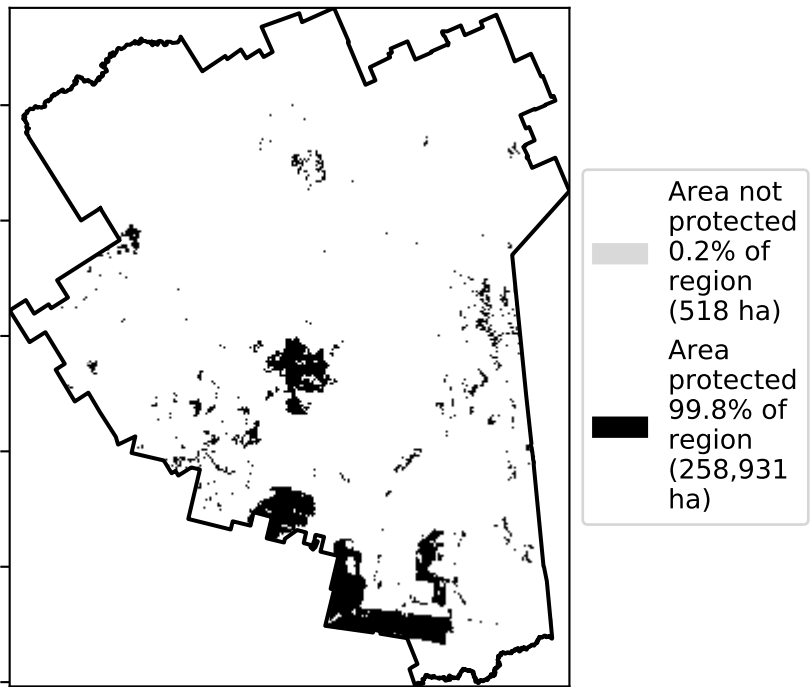 Area not
protected
0.2% of
region
(518 ha)
Area
protected
99.8% of
region
(258,931
ha)